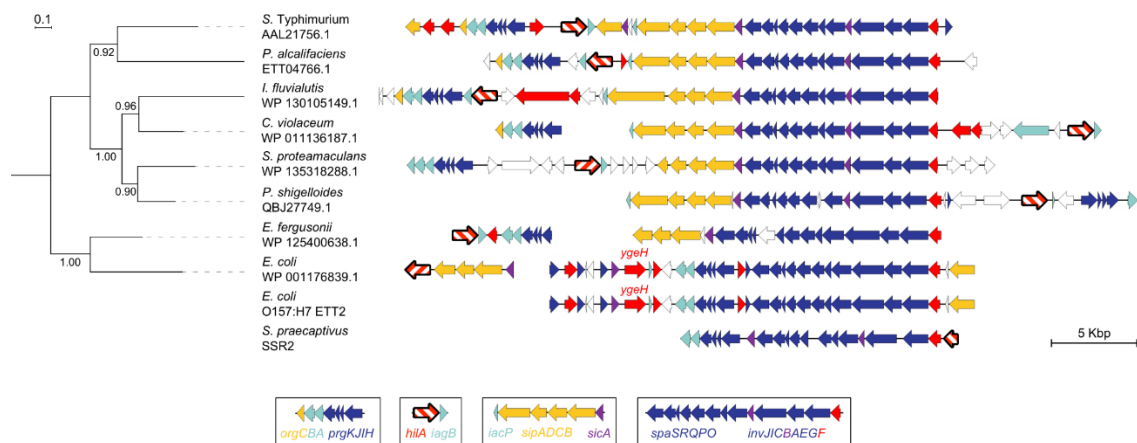 0.1
S. Typhimurium
AAL21756.1
0.92
P. alcalifaciens
ETT04766.1
I. fluvialutis
WP 130105149.1
0.96
C. violaceum
WP 011136187.1
1.00
S. proteamaculans
WP 135318288.1
0.90
P. shigelloides
QBJ27749.1
E. fergusonii
WP 125400638.1
1.00
ygeH
E. coli
WP 001176839.1
ygeH
E. coli
O157:H7 ETT2
S. praecaptivus
SSR2
5 Kbp
orgCBA prgKJIH
hilA iagB
iacP sipADCB sicA
spaSRQPO invJICBAEGF